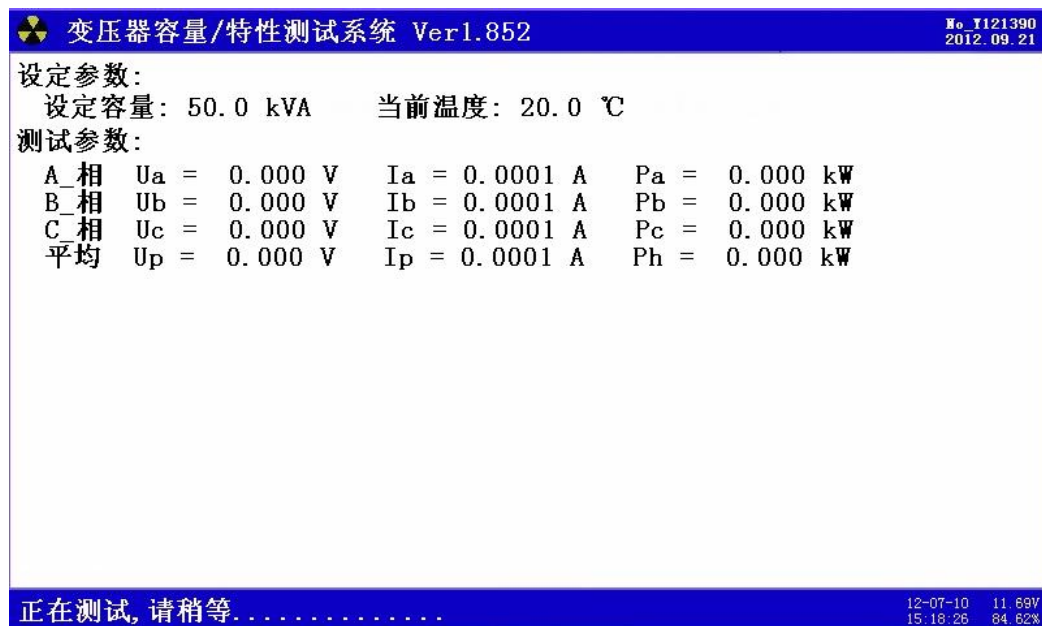 变压器容量/特性测试系统 Ver1.852
No_Y121390
2012.09.21
设定参数:
设定容量: 50.0 kVA 当前温度: 20.0 ℃
测试参数:
A_相 Ua = 0.000 V Ia = 0.0001 A Pa = 0.000 kW
B_相 Ub = 0.000 V Ib = 0.0001 A Pb = 0.000 kW
C_相 Uc = 0.000 V Ic = 0.0001 A Pc = 0.000 kW
平均 Up = 0.000 V Ip = 0.0001 A Ph = 0.000 kW
正在测试,请稍等..............
12-07-10 11.69V
15:18:26 84.62%